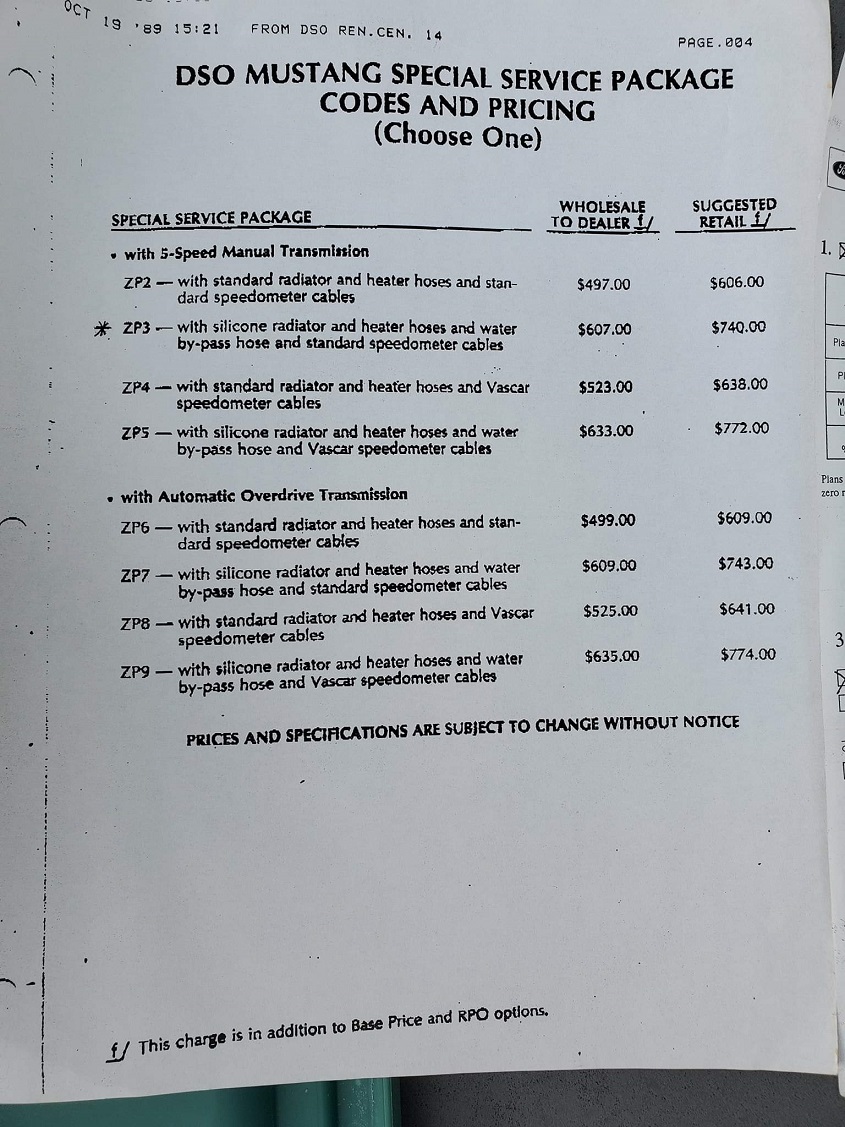 OCT 19 '89 15:21 FROM DSO REN.CEN. 14
PAGE.004
DSO MUSTANG SPECIAL SERVICE PACKAGE
CODES AND PRICING
(Choose One)
SPECIAL SERVICE PACKAGE
WHOLESALE
TO DEALER f/
SUGGESTED
RETAIL f/
• with 5-Speed Manual Transmission
ZP2 — with standard radiator and heater hoses and stan- $497.00 $606.00
dard speedometer cables
* ZP3 — with silicone radiator and heater hoses and water $607.00 $740.00
by-pass hose and standard speedometer cables
ZP4 — with standard radiator and heater hoses and Vascar $523.00 $638.00
speedometer cables
ZP5 — with silicone radiator and heater hoses and water $633.00 $772.00
by-pass hose and Vascar speedometer cables
• with Automatic Overdrive Transmission
ZP6 — with standard radiator and heater hoses and stan- $499.00 $609.00
dard speedometer cables
ZP7 — with silicone radiator and heater hoses and water $609.00 $743.00
by-pass hose and standard speedometer cables
ZP8 — with standard radiator and heater hoses and Vascar $525.00 $641.00
speedometer cables
ZP9 — with silicone radiator and heater hoses and water $635.00 $774.00
by-pass hose and Vascar speedometer cables
PRICES AND SPECIFICATIONS ARE SUBJECT TO CHANGE WITHOUT NOTICE
f/ This charge is in addition to Base Price and RPO options.
1.
Plans
zero
3